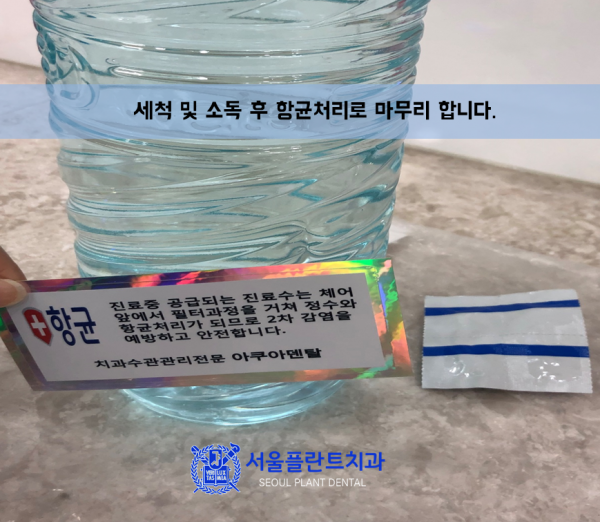 세척 및 소독 후 항균처리로 마무리 합니다.
항균
진료중 공급되는 진료수는 체어
앞에서 필터과정을 거쳐 정수와
항균처리가 되므로 2차 감염을
예방하고 안전합니다.
치과수관관리전문 아쿠아덴탈
서울플란트치과
SEOUL PLANT DENTAL